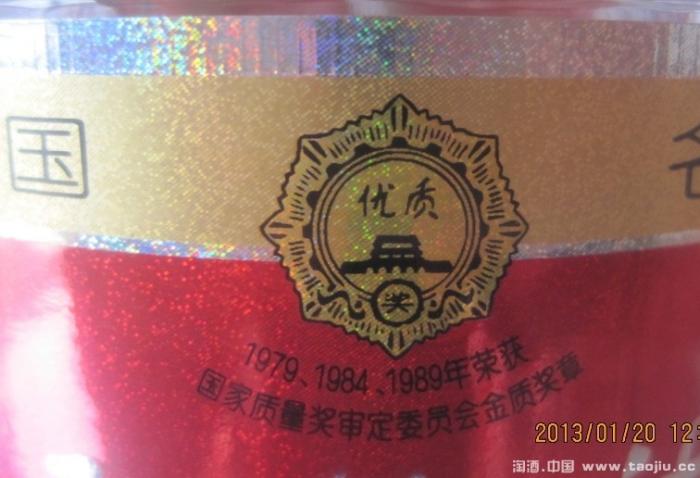 国
名
优质
奖
1979、1984、1989年荣获
国家质量奖审定委员会金质奖章
2013/01/20 12:
淘酒.中国 www.taojiu.cc